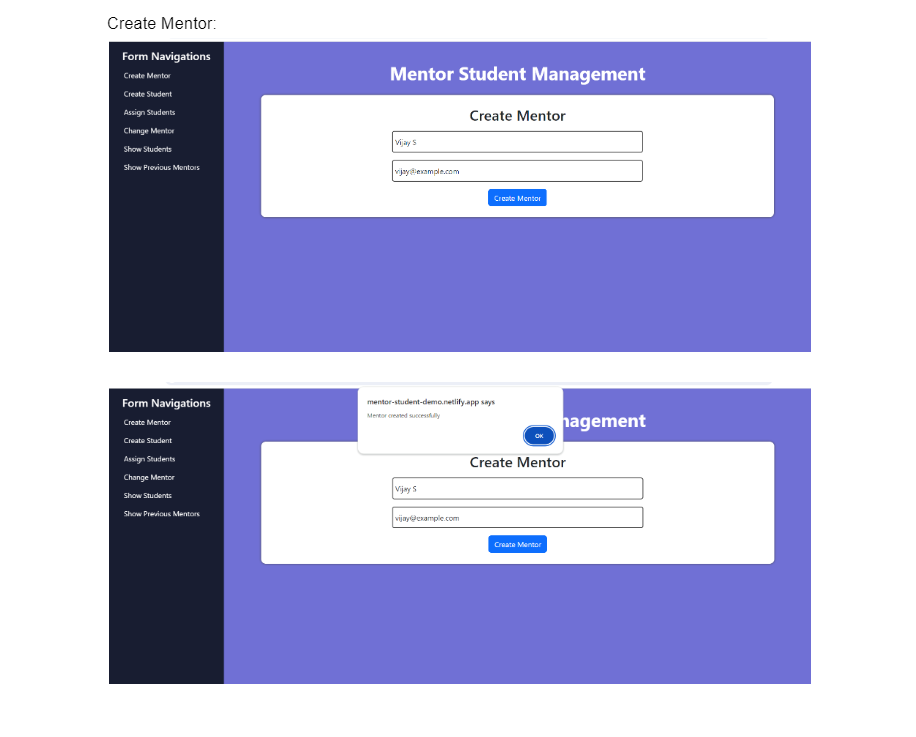 Create Mentor:
Form Navigations
Create Mentor
Create Student
Assign Students
Change Mentor
Show Students
Show Previous Mentors
Mentor Student Management
Create Mentor
Vijay S
vijay@example.com
Create Mentor
Form Navigations
Create Mentor
Create Student
Assign Students
Change Mentor
Show Students
Show Previous Mentors
mentor-student-demo.netlify.app says
Mentor created successfully
OK
nagement
Create Mentor
Vijay S
vijay@example.com
Create Mentor